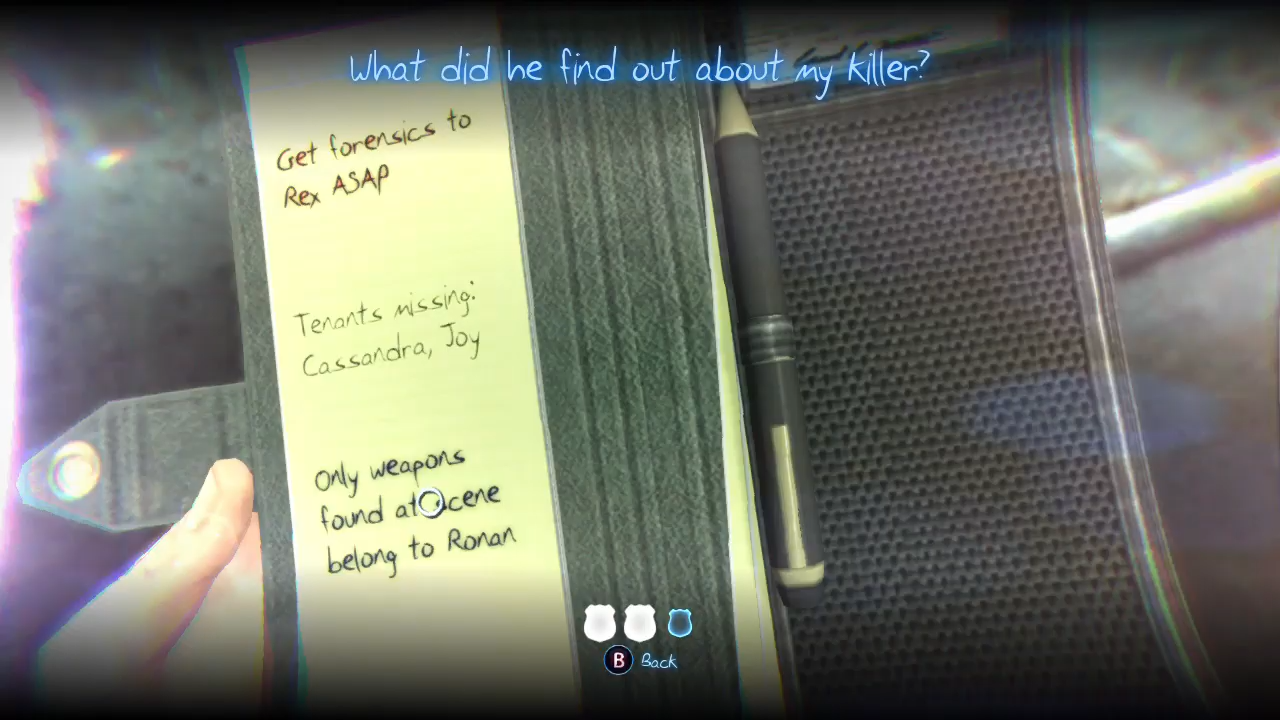 What did he find out about my killer?
Get forensics to
Rex ASAP
Tenants missing:
Cassandra, Joy
Only weapons
found at scene
belong to Ronan
B Back